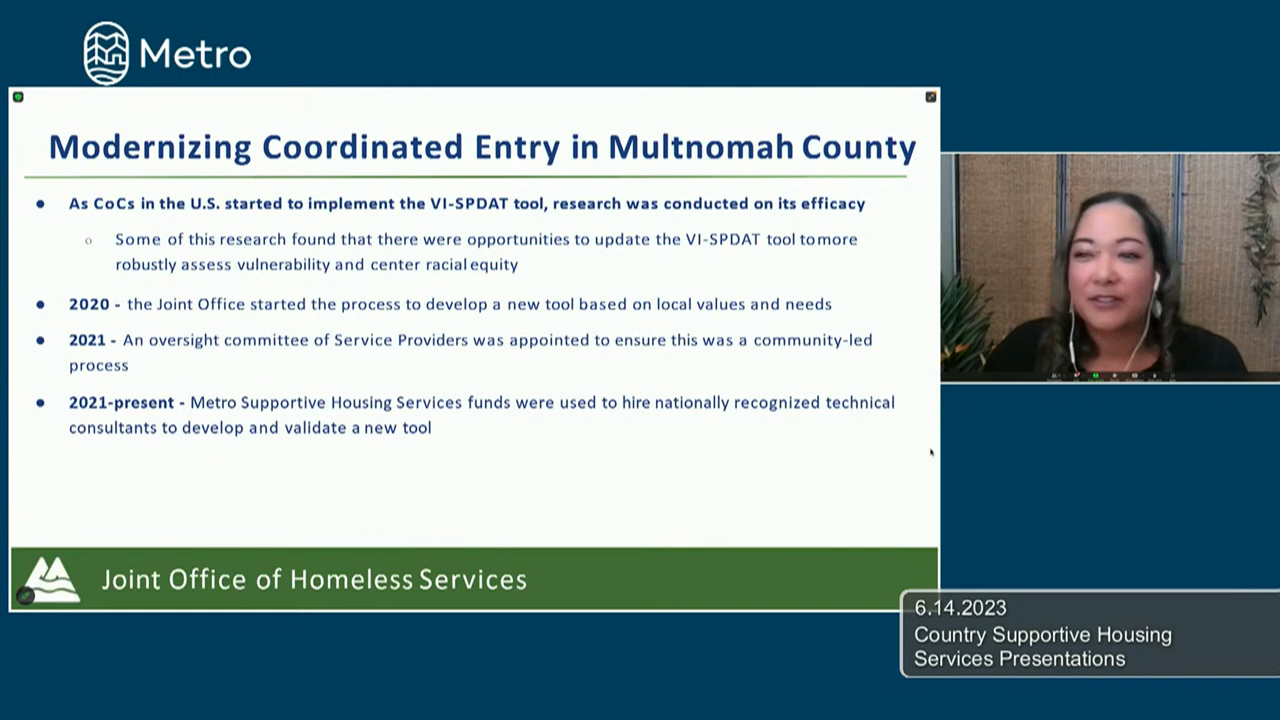 Metro
Modernizing Coordinated Entry in Multnomah County
As CoCs in the U.S. started to implement the VI-SPDAT tool, research was conducted on its efficacy
Some of this research found that there were opportunities to update the VI-SPDAT tool to more
robustly assess vulnerability and center racial equity
2020 - the Joint Office started the process to develop a new tool based on local values and needs
2021 - An oversight committee of Service Providers was appointed to ensure this was a community-led
process
2021-present - Metro Supportive Housing Services funds were used to hire nationally recognized technical
consultants to develop and validate a new tool
Joint Office of Homeless Services
6.14.2023
Country Supportive Housing
Services Presentations